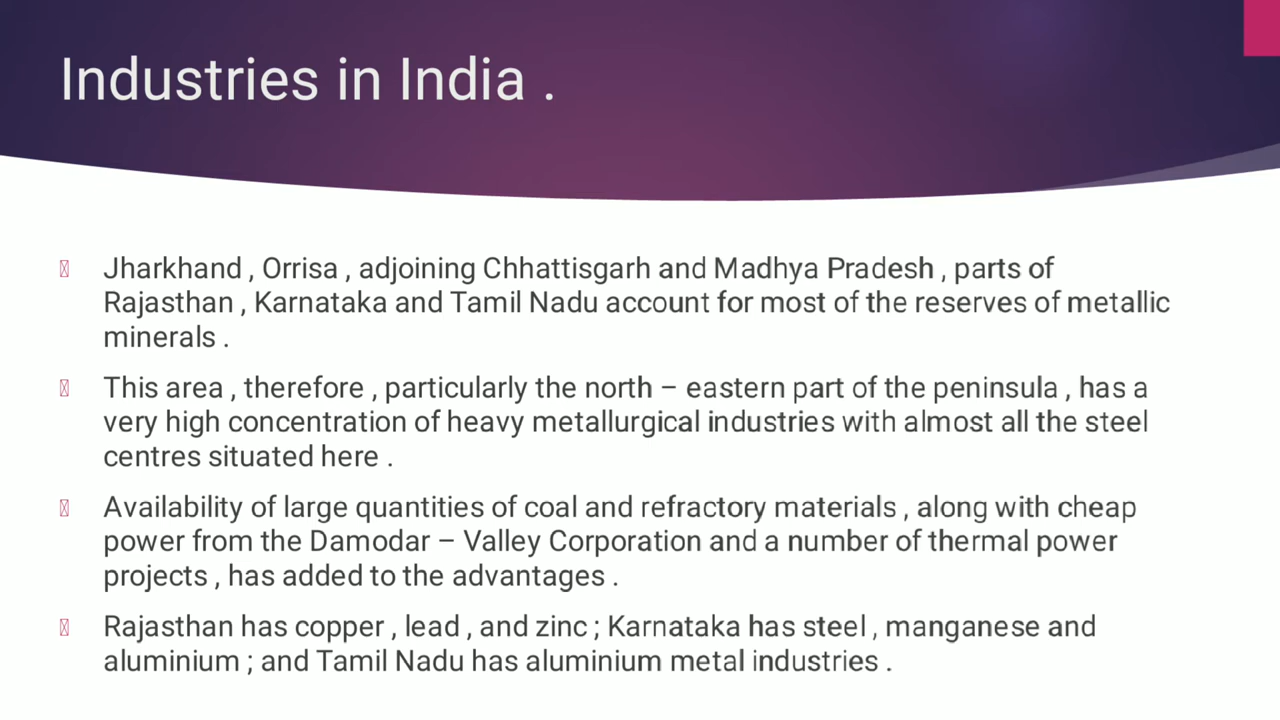 Industries in India .
Jharkhand , Orrisa , adjoining Chhattisgarh and Madhya Pradesh , parts of
Rajasthan , Karnataka and Tamil Nadu account for most of the reserves of metallic
minerals .
This area , therefore , particularly the north – eastern part of the peninsula , has a
very high concentration of heavy metallurgical industries with almost all the steel
centres situated here .
Availability of large quantities of coal and refractory materials , along with cheap
power from the Damodar – Valley Corporation and a number of thermal power
projects , has added to the advantages .
Rajasthan has copper , lead , and zinc ; Karnataka has steel , manganese and
aluminium ; and Tamil Nadu has aluminium metal industries .